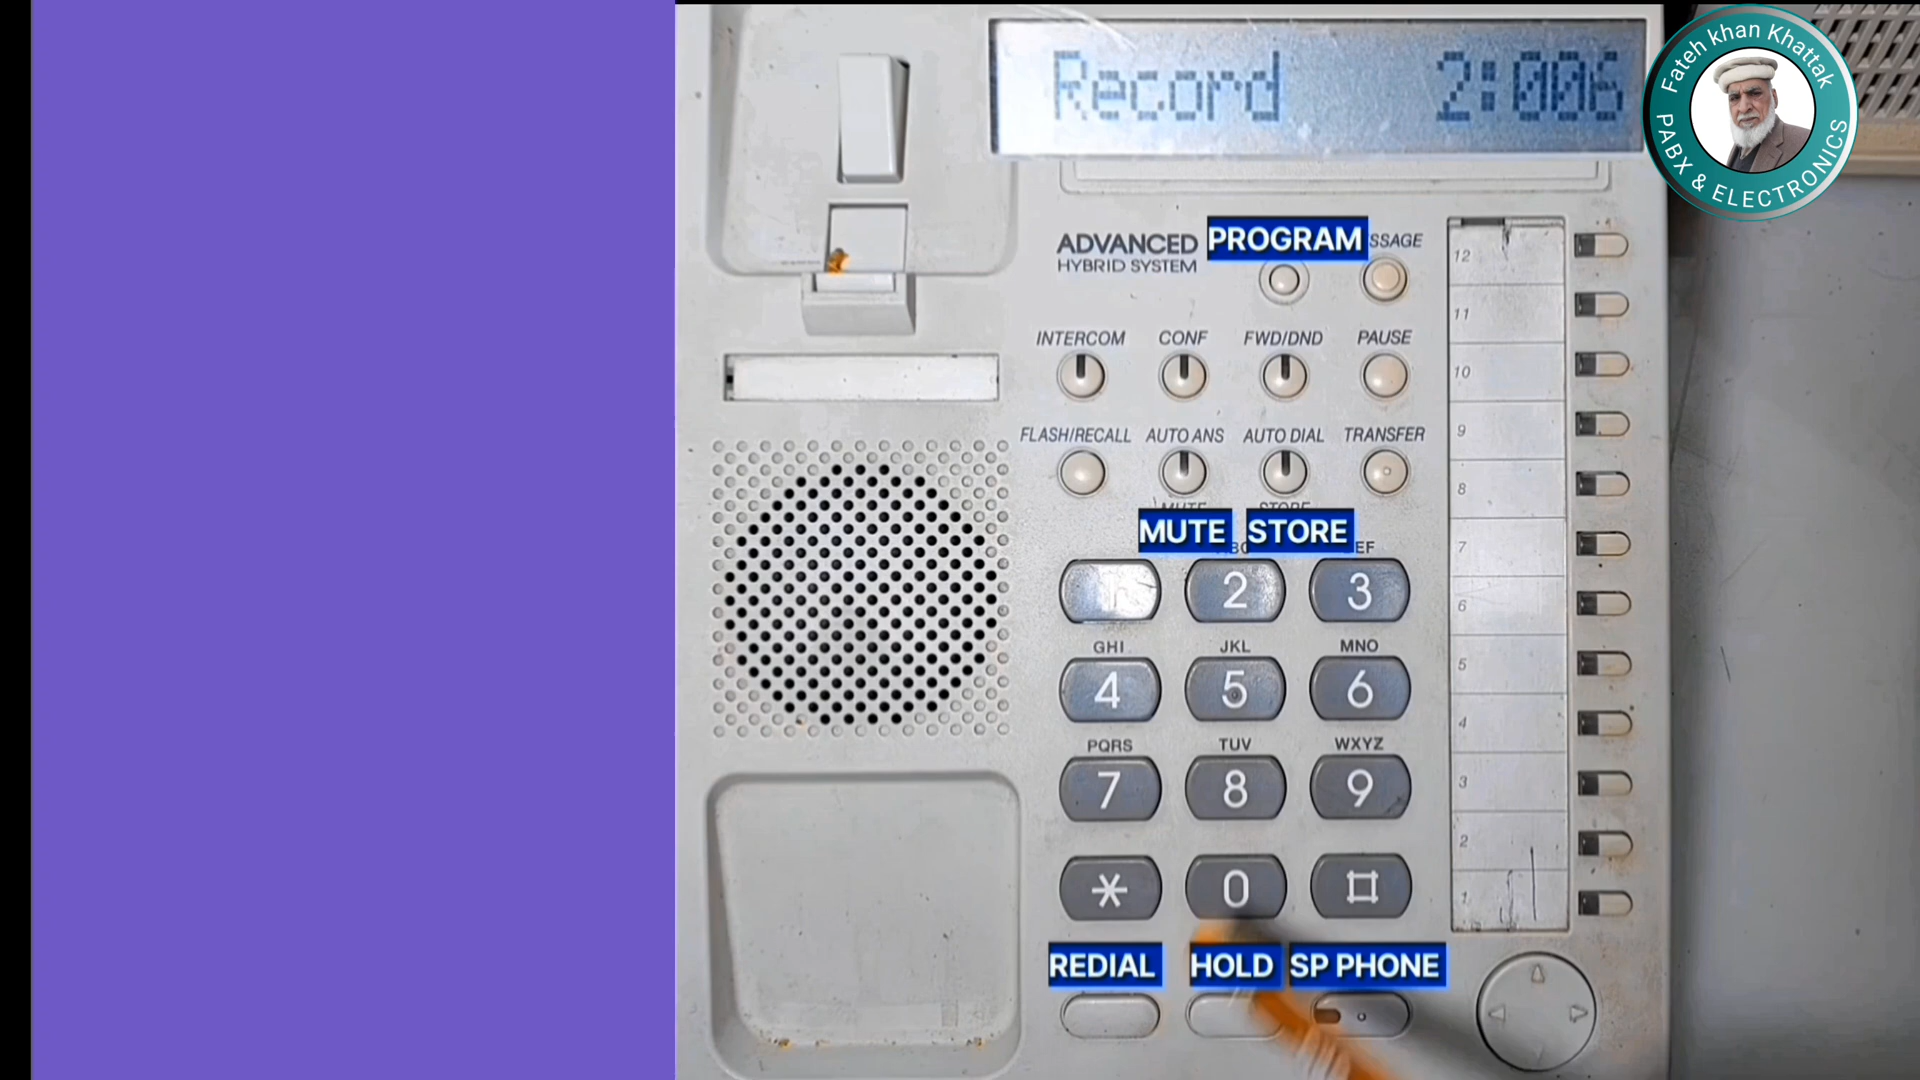 Record 2:006
Fateh khan Khattak
PABX & ELECTRONICS
ADVANCED
HYBRID SYSTEM
PROGRAM SSAGE
INTERCOM CONF FWD/DND PAUSE
FLASH/RECALL AUTO ANS AUTO DIAL TRANSFER
MUTE STORE
EF
1 2 3
GHI JKL MNO
4 5 6
PQRS TUV WXYZ
7 8 9
* 0 #
REDIAL HOLD SP PHONE
12
11
10
9
8
7
6
5
4
3
2
1